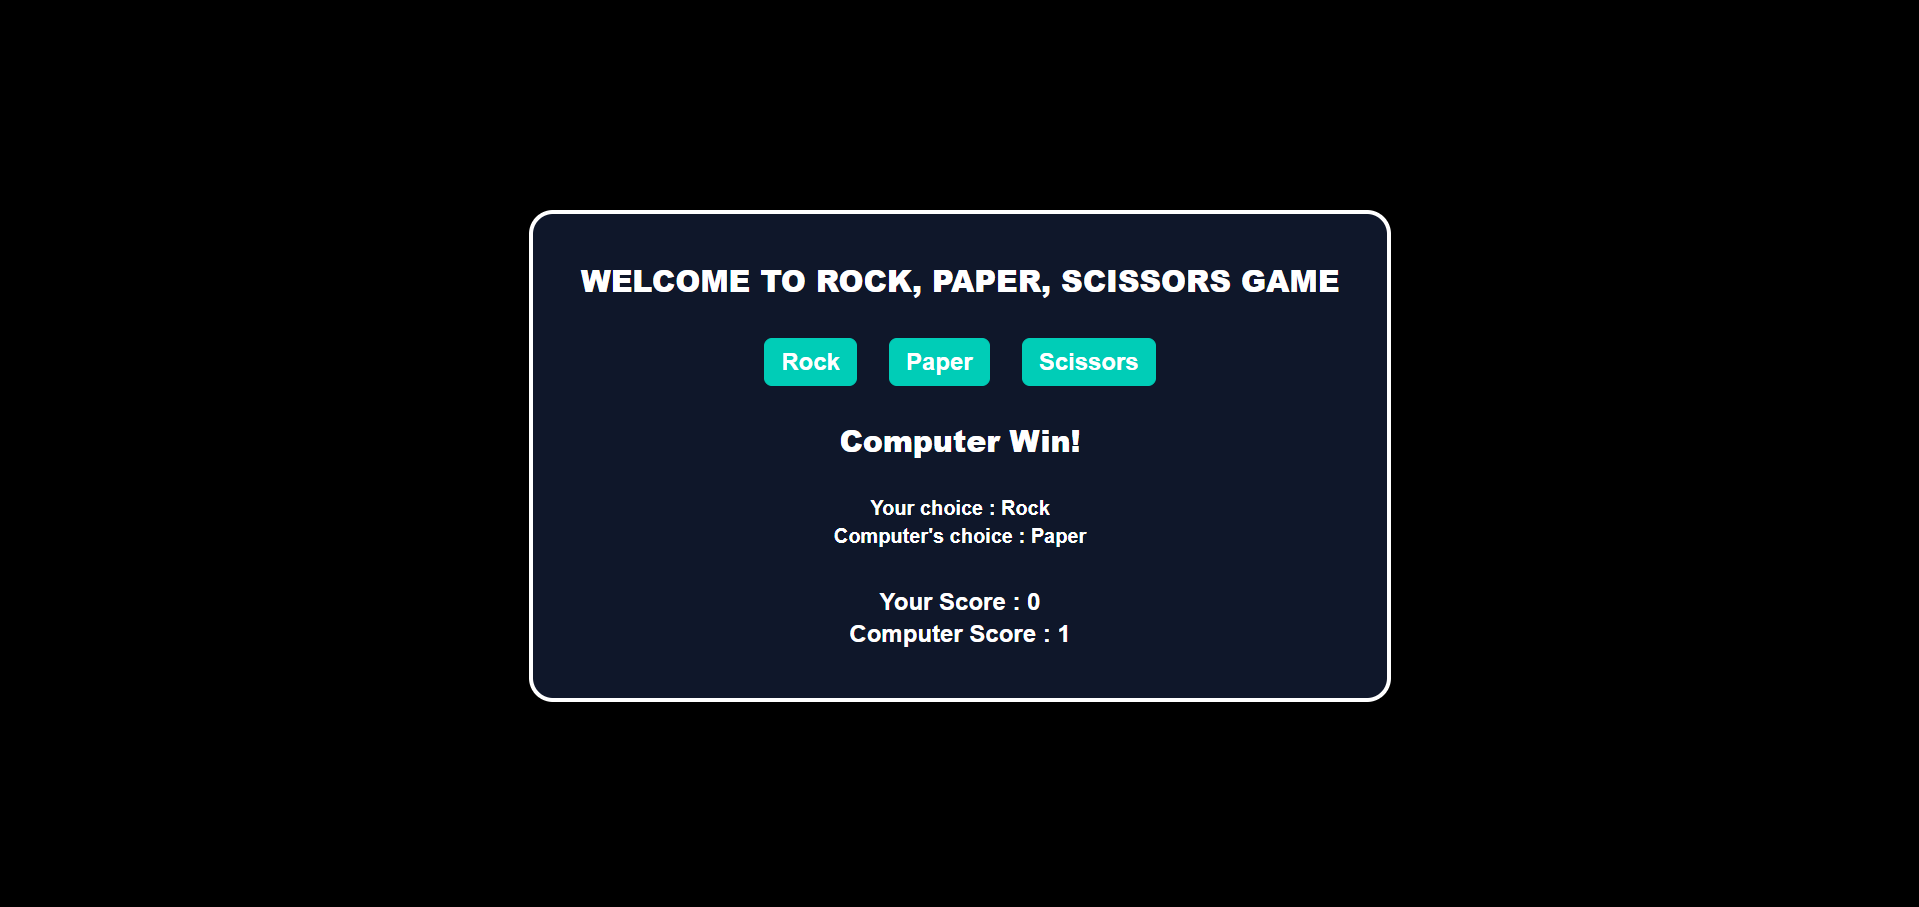 WELCOME TO ROCK, PAPER, SCISSORS GAME
Rock Paper Scissors
Computer Win!
Your choice : Rock
Computer's choice : Paper
Your Score : 0
Computer Score : 1